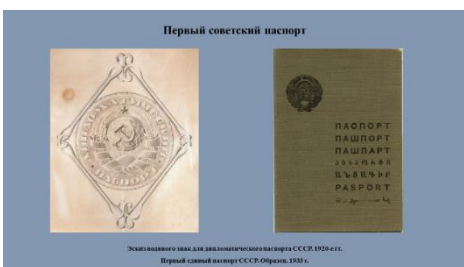 Первый советский паспорт
ПАСПОРТ
ПАШПОРТ
ПАШПАРТ
PASPORT
Эскиз водяного знака для дипломатического паспорта СССР. 1920-е гг.
Первый единый паспорт СССР. Образец. 1933 г.